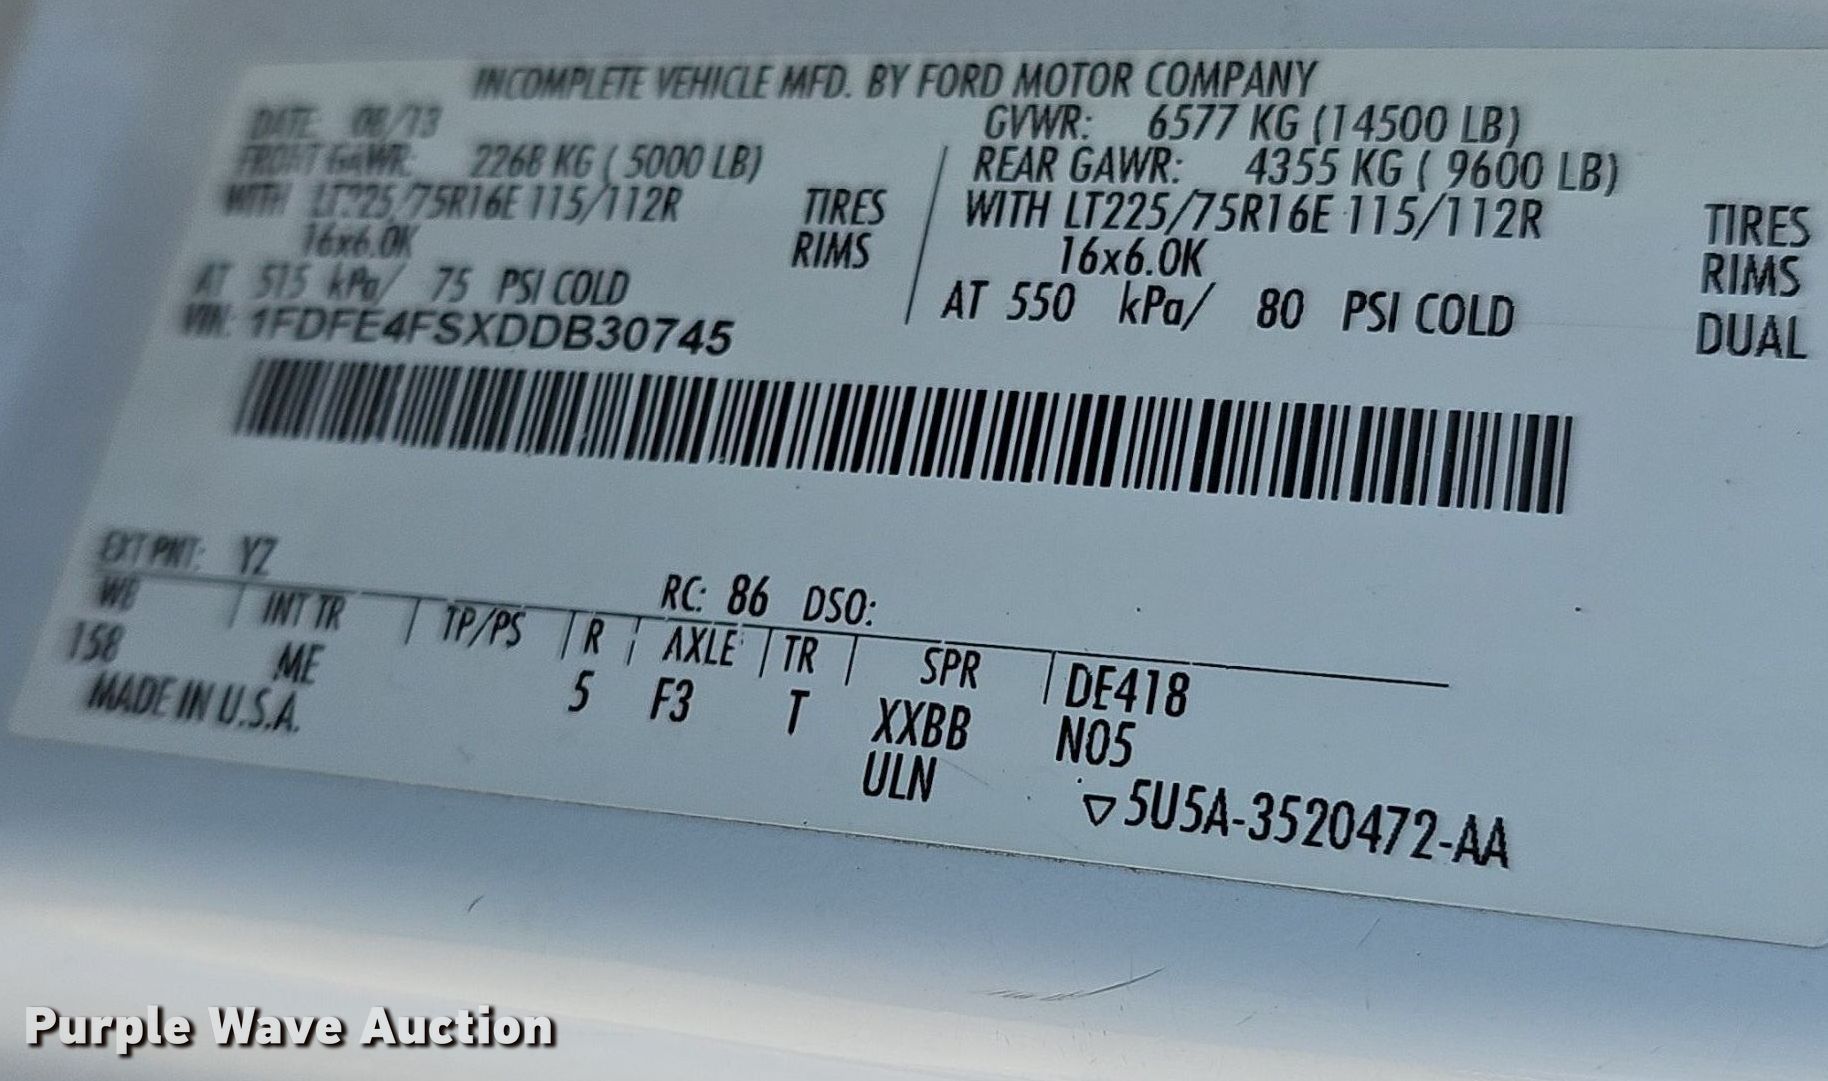 INCOMPLETE VEHICLE MFD. BY FORD MOTOR COMPANY
DATE: 08/13 GVWR: 6577 KG (14500 LB)
FRONT GAWR: 2268 KG ( 5000 LB) REAR GAWR: 4355 KG ( 9600 LB)
WITH LT225/75R16E 115/112R TIRES WITH LT225/75R16E 115/112R TIRES
16x6.0K RIMS 16x6.0K RIMS
AT 515 kPa/ 75 PSI COLD AT 550 kPa/ 80 PSI COLD DUAL
VIN: 1FDFE4FSXDDB30745
EXT PNT: YZ RC: 86 DSO:
WB INT TR TP/PS R AXLE TR SPR DE418
158 ME 5 F3 T XXBB N05
MADE IN U.S.A. ULN
▽5U5A-3520472-AA
Purple Wave Auction